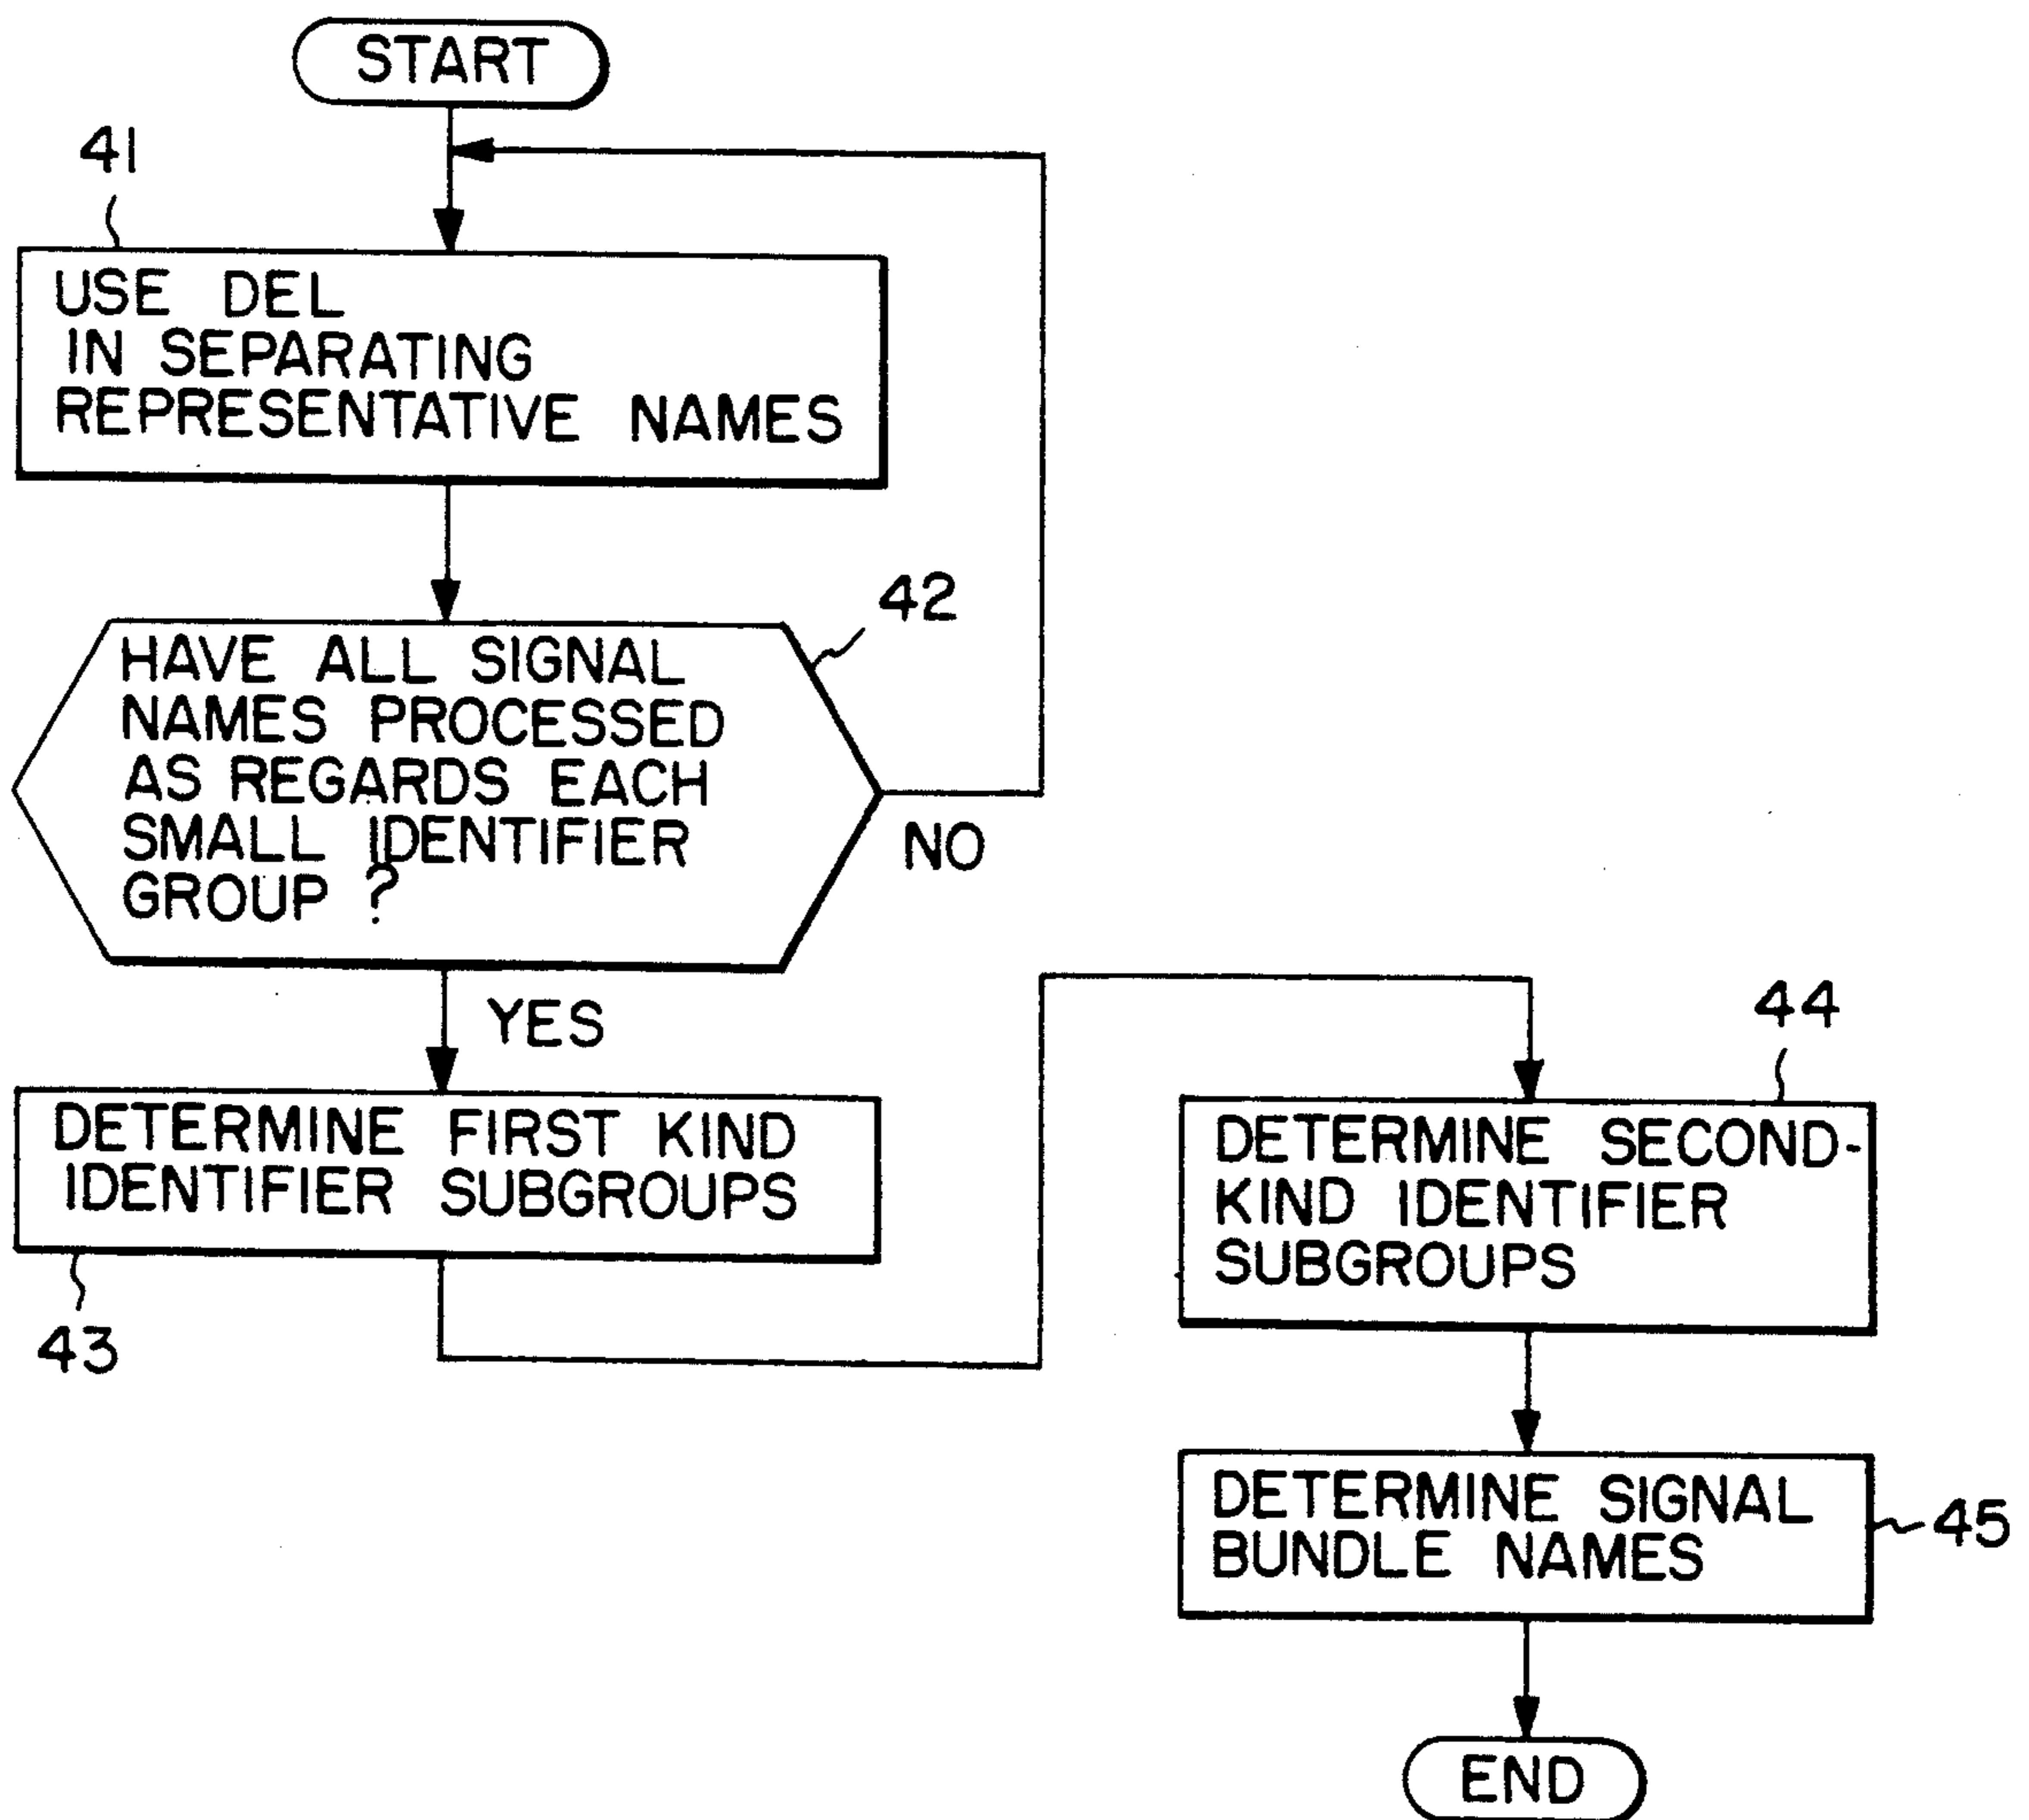 START
41
USE DEL
IN SEPARATING
REPRESENTATIVE NAMES
42
HAVE ALL SIGNAL
NAMES PROCESSED
AS REGARDS EACH
SMALL IDENTIFIER
GROUP ?
NO
YES
DETERMINE FIRST KIND
IDENTIFIER SUBGROUPS
43
44
DETERMINE SECOND-
KIND IDENTIFIER
SUBGROUPS
DETERMINE SIGNAL
BUNDLE NAMES
45
END